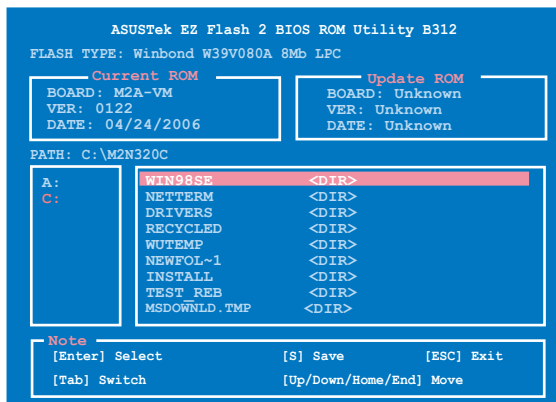 ASUSTek EZ Flash 2 BIOS ROM Utility B312
FLASH TYPE: Winbond W39V080A 8Mb LPC
Current ROM
BOARD: M2A-VM
VER: 0122
DATE: 04/24/2006
Update ROM
BOARD: Unknown
VER: Unknown
DATE: Unknown
PATH: C:\M2N320C
A:
C:
WIN98SE <DIR>
NETTERM <DIR>
DRIVERS <DIR>
RECYCLED <DIR>
WUTEMP <DIR>
NEWFOL~1 <DIR>
INSTALL <DIR>
TEST_REB <DIR>
MSDOWNLD.TMP <DIR>
Note
[Enter] Select [S] Save [ESC] Exit
[Tab] Switch [Up/Down/Home/End] Move